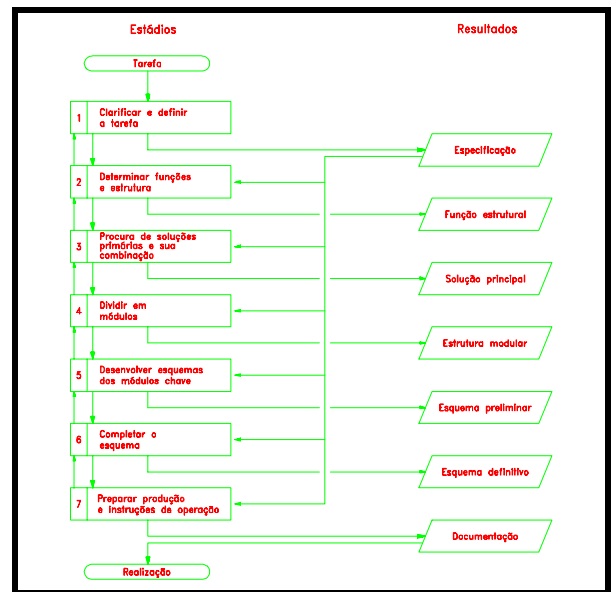 Estádios
Resultados
Tarefa
1
Clarificar e definir
a tarefa
Especificação
2
Determinar funções
e estrutura
Função estrutural
3
Procura de soluções
primárias e sua
combinação
Solução principal
4
Dividir em
módulos
Estrutura modular
5
Desenvolver esquemas
dos módulos chave
Esquema preliminar
6
Completar o
esquema
Esquema definitivo
7
Preparar produção
e instruções de operação
Documentação
Realização